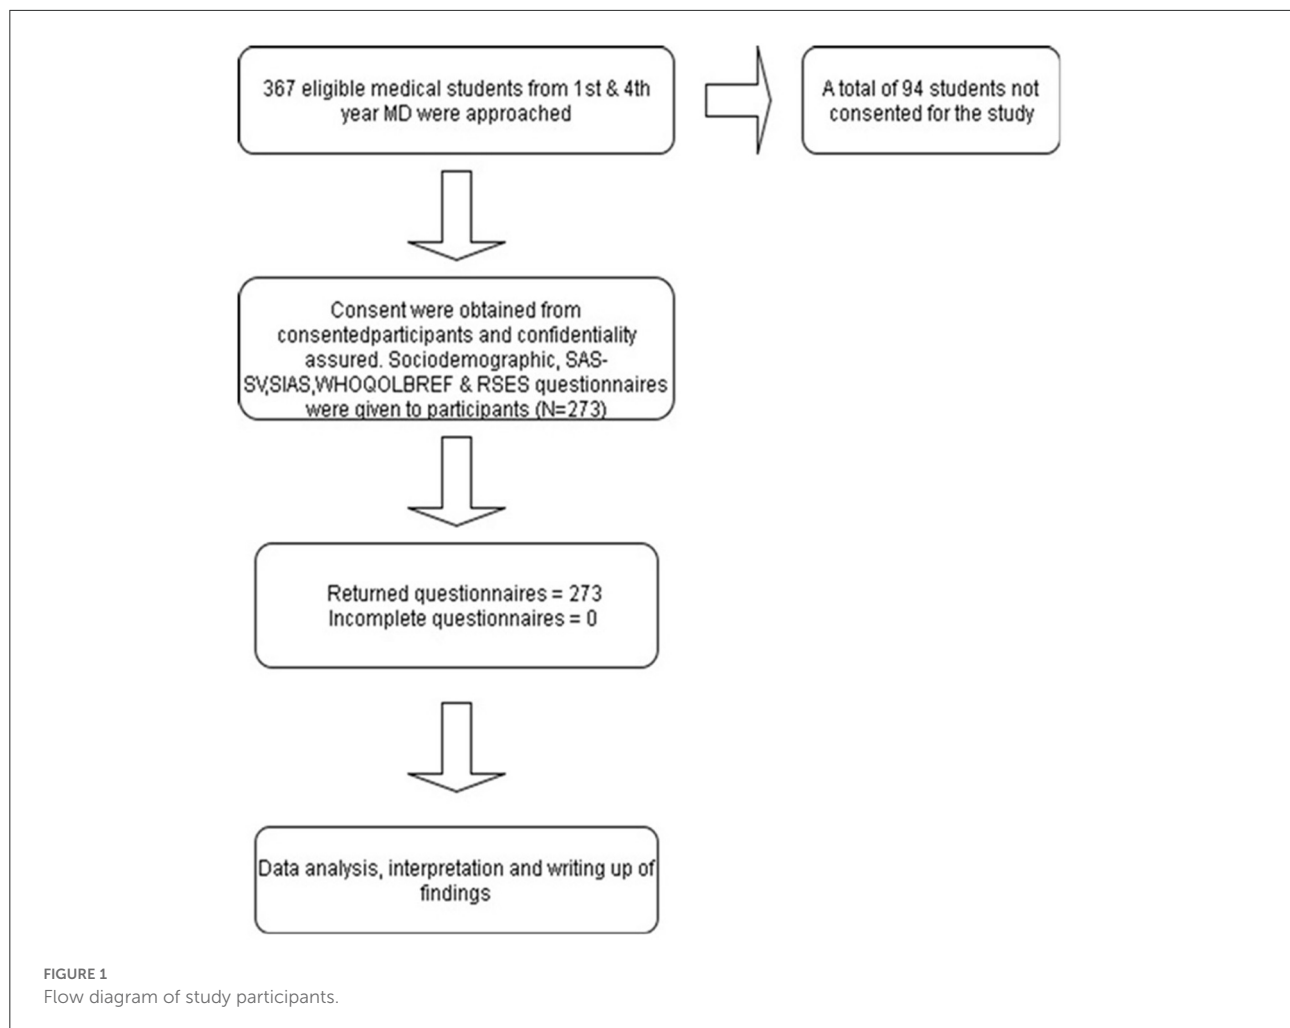 367 eligible medical students from 1st & 4th
year MD were approached
A total of 94 students not
consented for the study
Consent were obtained from
consentedparticipants and confidentiality
assured. Sociodemographic, SAS-
SV,SIAS,WHOQOLBREF & RSES questionnaires
were given to participants (N=273)
Returned questionnaires = 273
Incomplete questionnaires = 0
Data analysis, interpretation and writing up of
findings
FIGURE 1
Flow diagram of study participants.